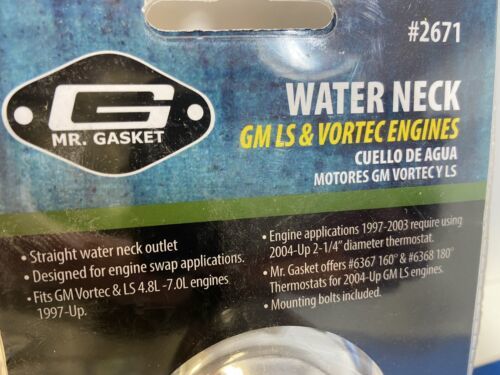 #2671
G
MR. GASKET
WATER NECK
GM LS & VORTEC ENGINES
CUELLO DE AGUA
MOTORES GM VORTEC Y LS
• Straight water neck outlet
• Designed for engine swap applications.
• Fits GM Vortec & LS 4.8L -7.0L engines
1997-Up.
• Engine applications 1997-2003 require using
2004-Up 2-1/4" diameter thermostat.
• Mr. Gasket offers #6367 160° & #6368 180°
Thermostats for 2004-Up GM LS engines.
• Mounting bolts included.